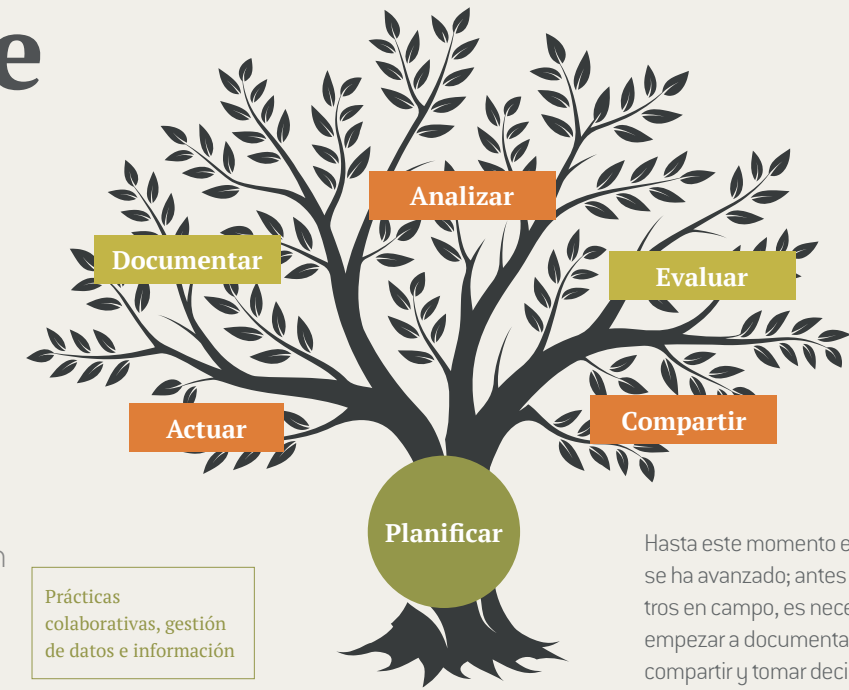 e
Analizar
Documentar
Evaluar
Actuar
Compartir
Planificar
n
Prácticas
colaborativas, gestión
de datos e información
Hasta este momento e
se ha avanzado; antes
tros en campo, es nece
empezar a documenta
compartir y tomar deci